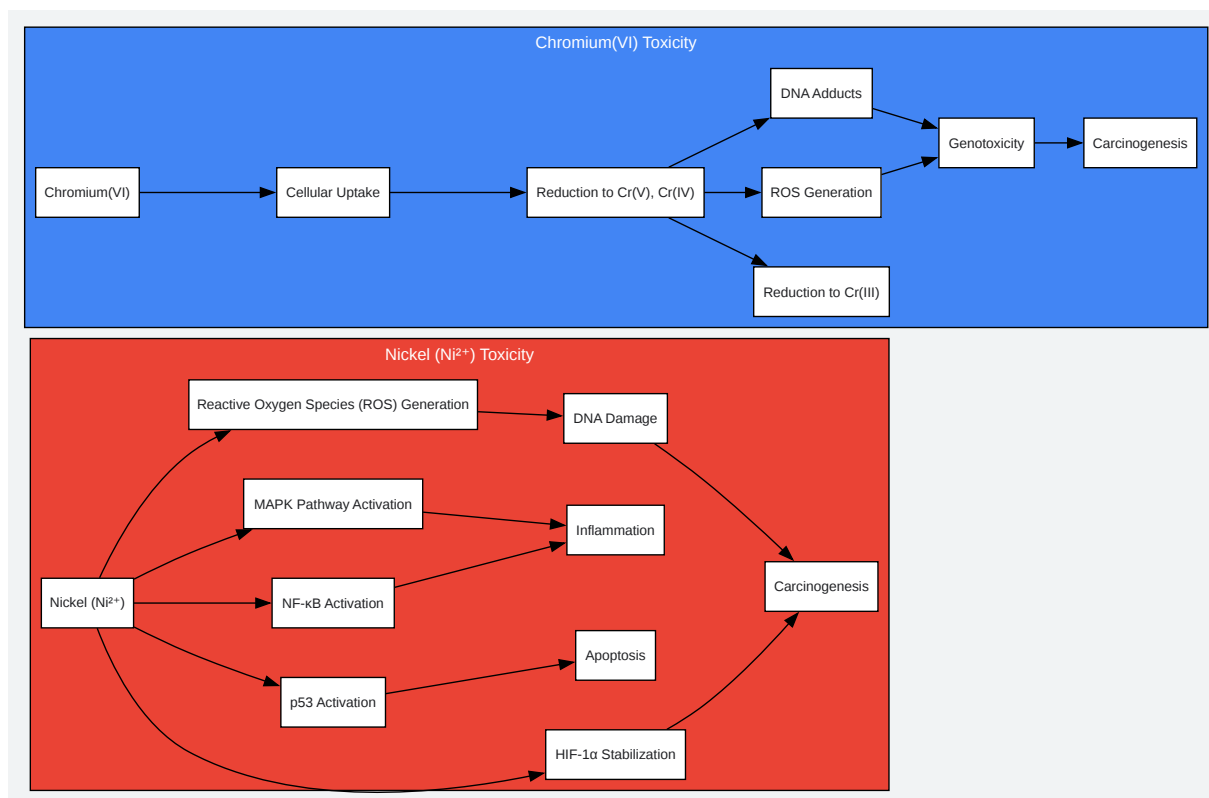 Chromium(VI) Toxicity
DNA Adducts
Genotoxicity
Carcinogenesis
Chromium(VI)
Cellular Uptake
Reduction to Cr(V), Cr(IV)
ROS Generation
Reduction to Cr(III)
Nickel (Ni²⁺) Toxicity
Reactive Oxygen Species (ROS) Generation
DNA Damage
MAPK Pathway Activation
Inflammation
Carcinogenesis
Nickel (Ni²⁺)
NF-κB Activation
Apoptosis
p53 Activation
HIF-1α Stabilization